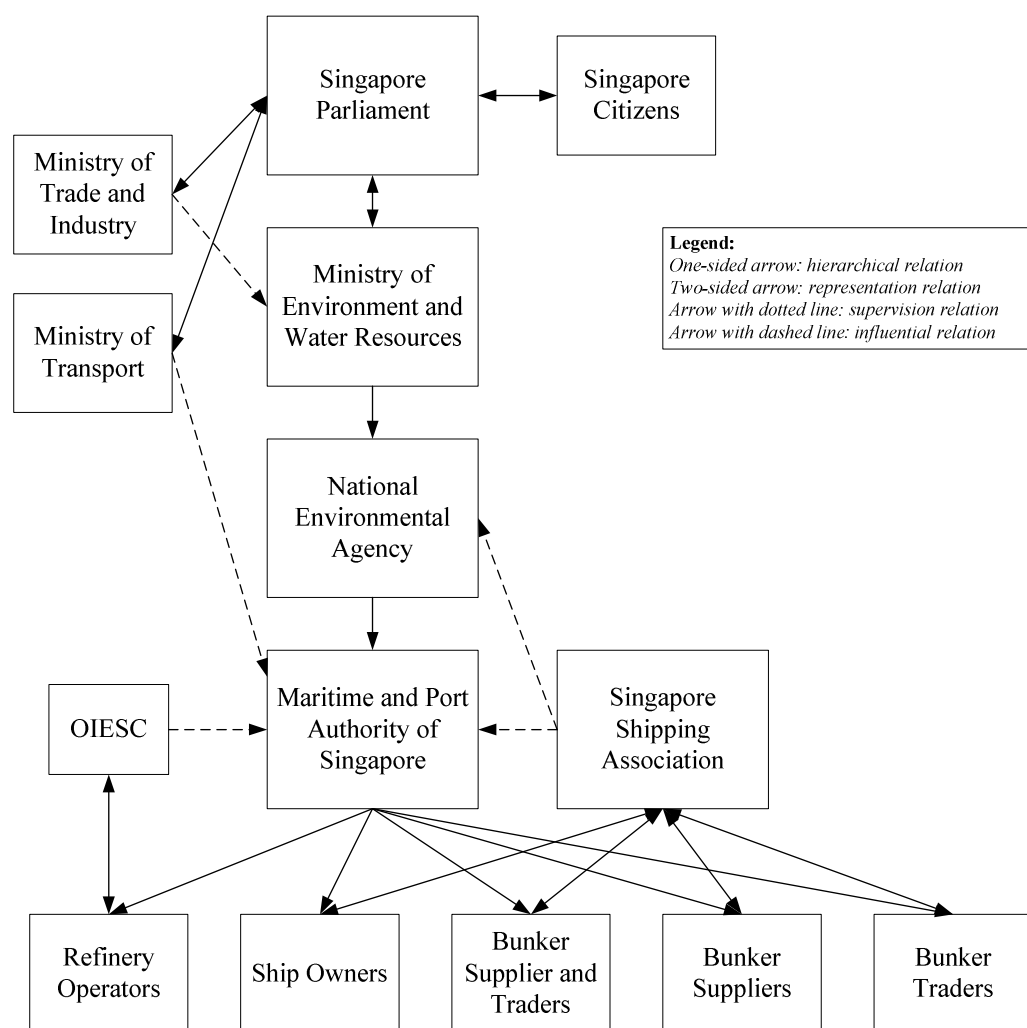 Singapore
Parliament
Singapore
Citizens
Ministry of
Trade and
Industry
Ministry of
Environment and
Water Resources
Legend:
One-sided arrow: hierarchical relation
Two-sided arrow: representation relation
Arrow with dotted line: supervision relation
Arrow with dashed line: influential relation
Ministry of
Transport
National
Environmental
Agency
OIESC
Maritime and Port
Authority of
Singapore
Singapore
Shipping
Association
Refinery
Operators
Ship Owners
Bunker
Supplier and
Traders
Bunker
Suppliers
Bunker
Traders